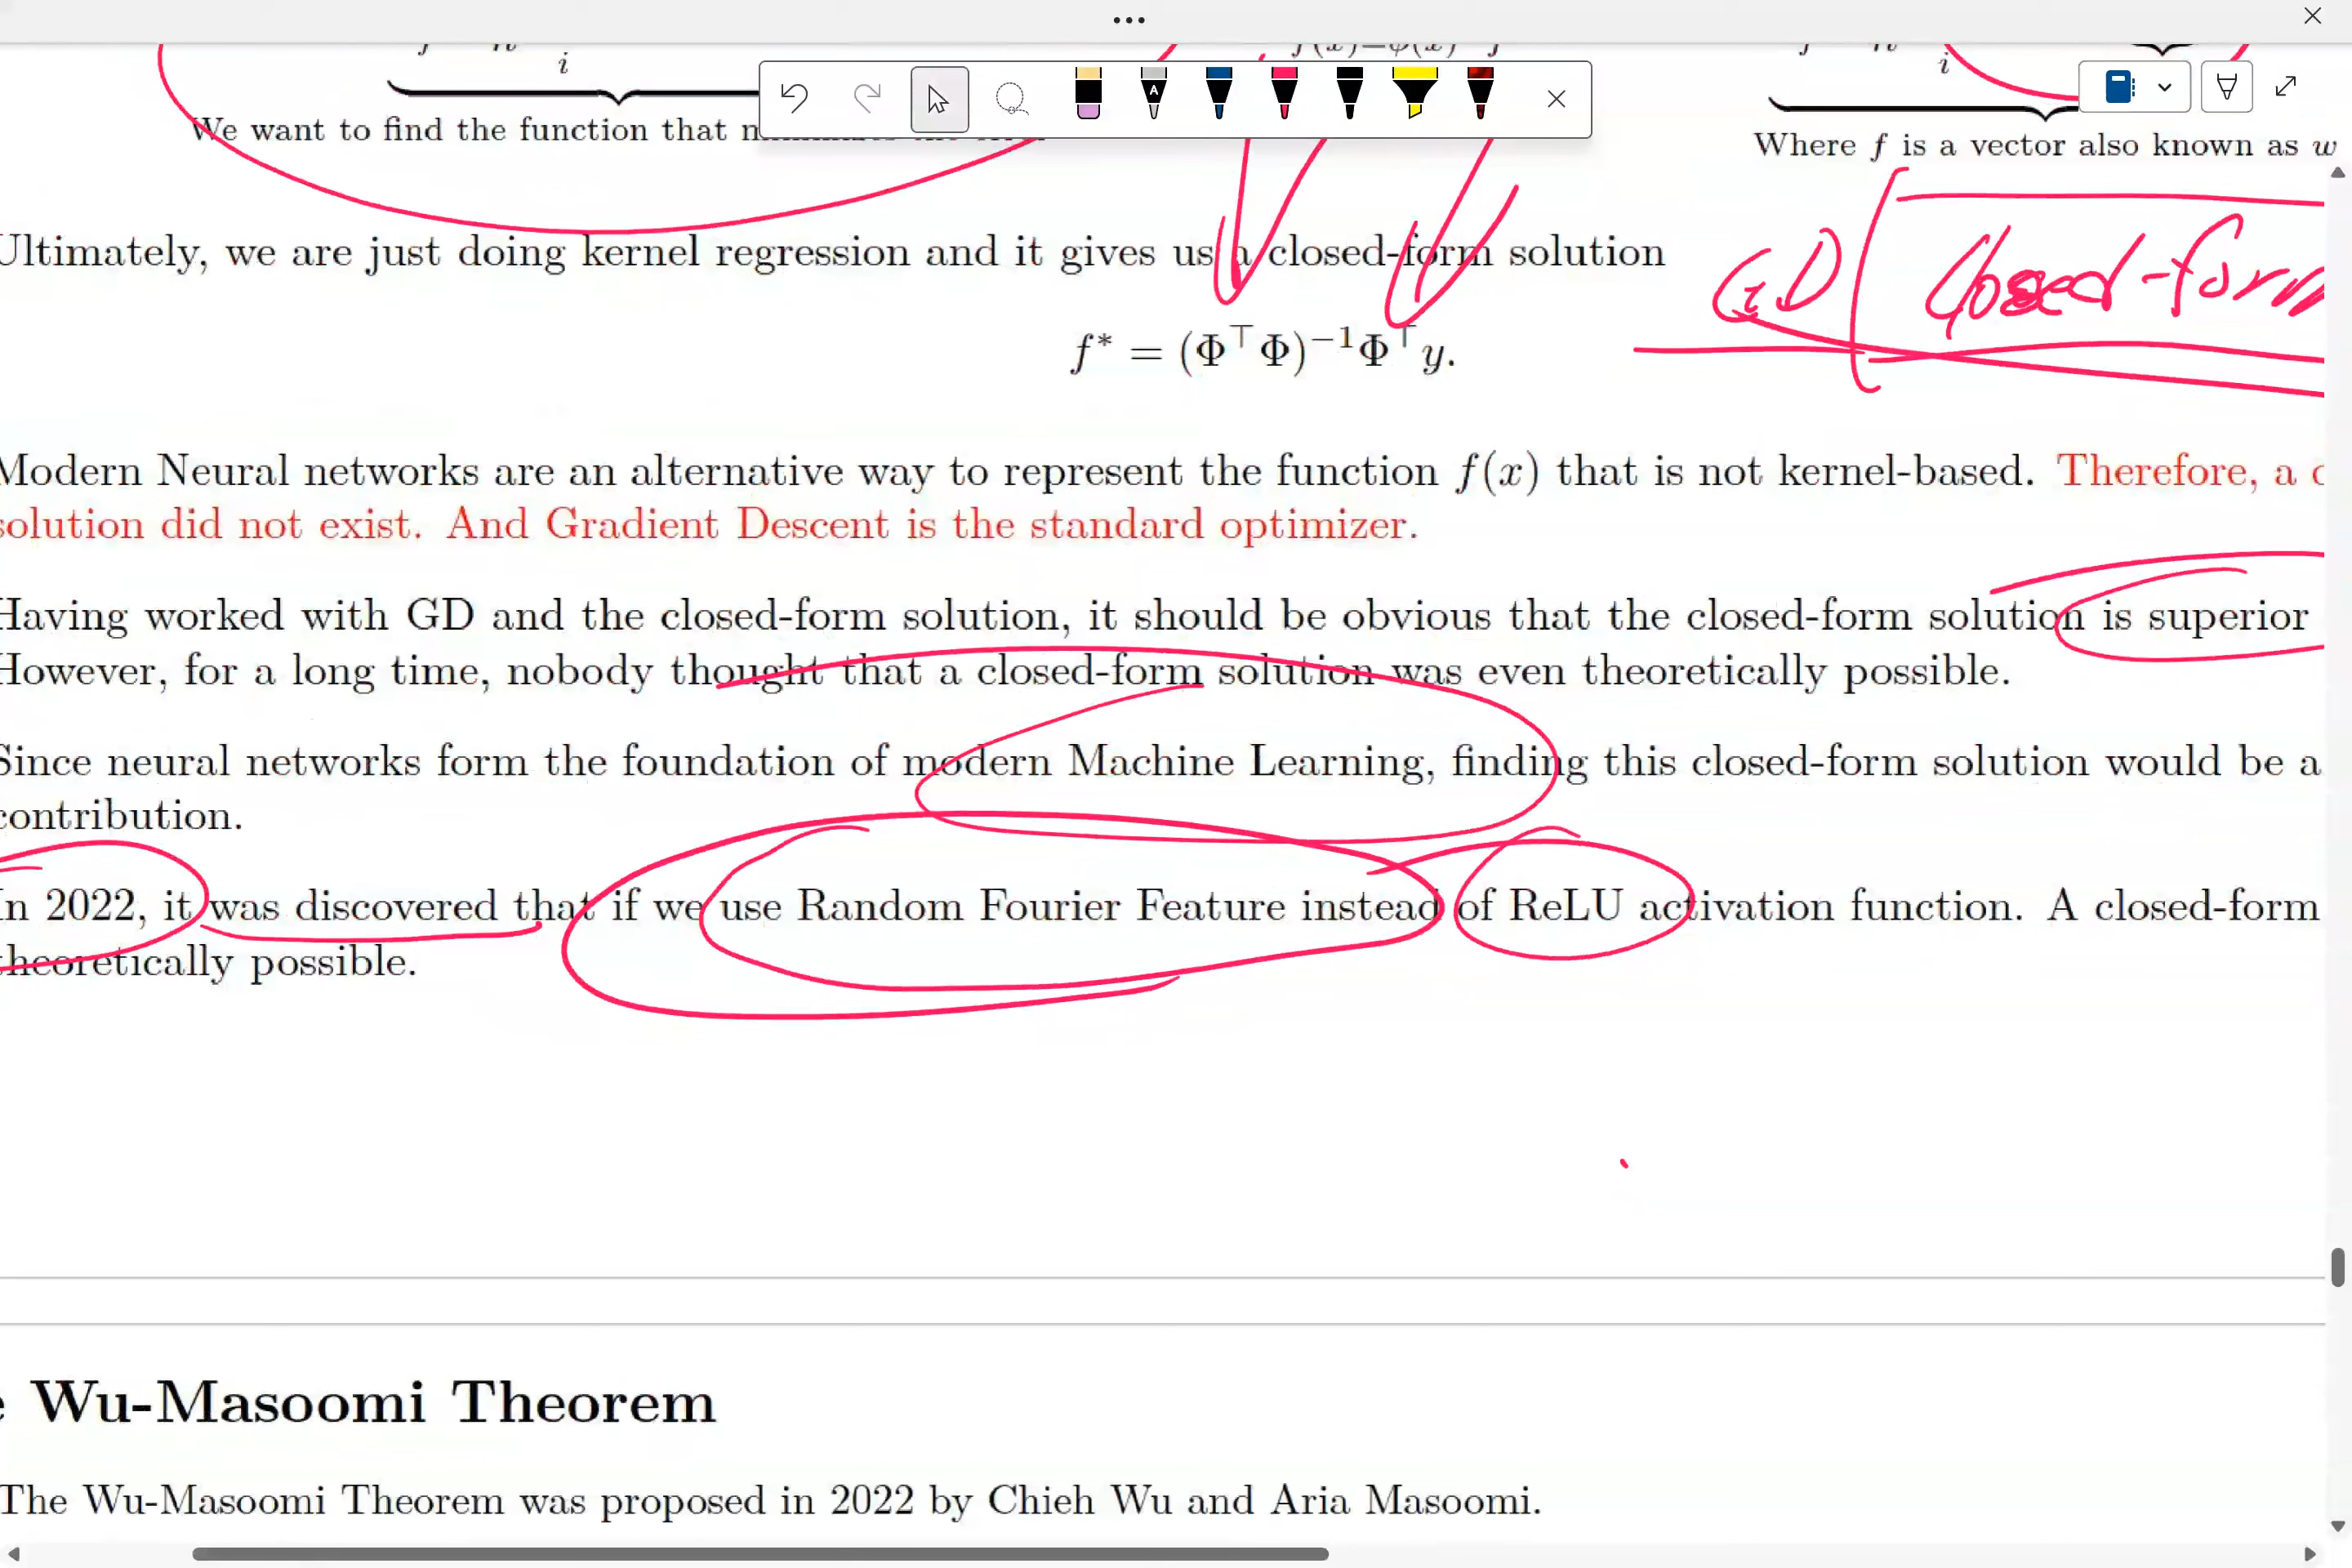 i
i
We want to find the function that
Where f is a vector also known as w
Ultimately, we are just doing kernel regression and it gives us a closed-form solution
GD Closed-form
f* = (Φ⊤Φ)−1Φ⊤y.
Modern Neural networks are an alternative way to represent the function f(x) that is not kernel-based. Therefore, a
solution did not exist. And Gradient Descent is the standard optimizer.
Having worked with GD and the closed-form solution, it should be obvious that the closed-form solution is superior
However, for a long time, nobody thought that a closed-form solution was even theoretically possible.
Since neural networks form the foundation of modern Machine Learning, finding this closed-form solution would be a
contribution.
In 2022, it was discovered that if we use Random Fourier Feature instead of ReLU activation function. A closed-form
theoretically possible.
e Wu-Masoomi Theorem
The Wu-Masoomi Theorem was proposed in 2022 by Chieh Wu and Aria Masoomi.